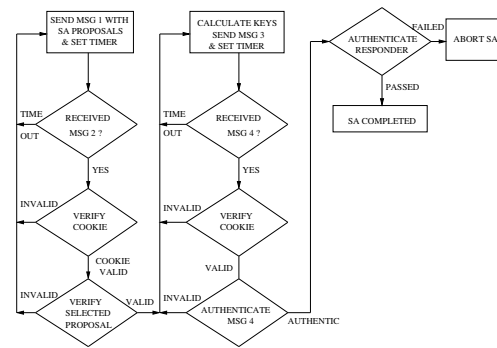 SEND MSG 1 WITH
SA PROPOSALS
& SET TIMER
TIME
OUT
RECEIVED
MSG 2 ?
YES
INVALID
VERIFY
COOKIE
COOKIE
VALID
INVALID
VERIFY
SELECTED
PROPOSAL
VALID
CALCULATE KEYS
SEND MSG 3
& SET TIMER
TIME
OUT
RECEIVED
MSG 4 ?
YES
INVALID
VERIFY
COOKIE
VALID
INVALID
AUTHENTICATE
MSG 4
AUTHENTIC
AUTHENTICATE
RESPONDER
FAILED
ABORT SA
PASSED
SA COMPLETED